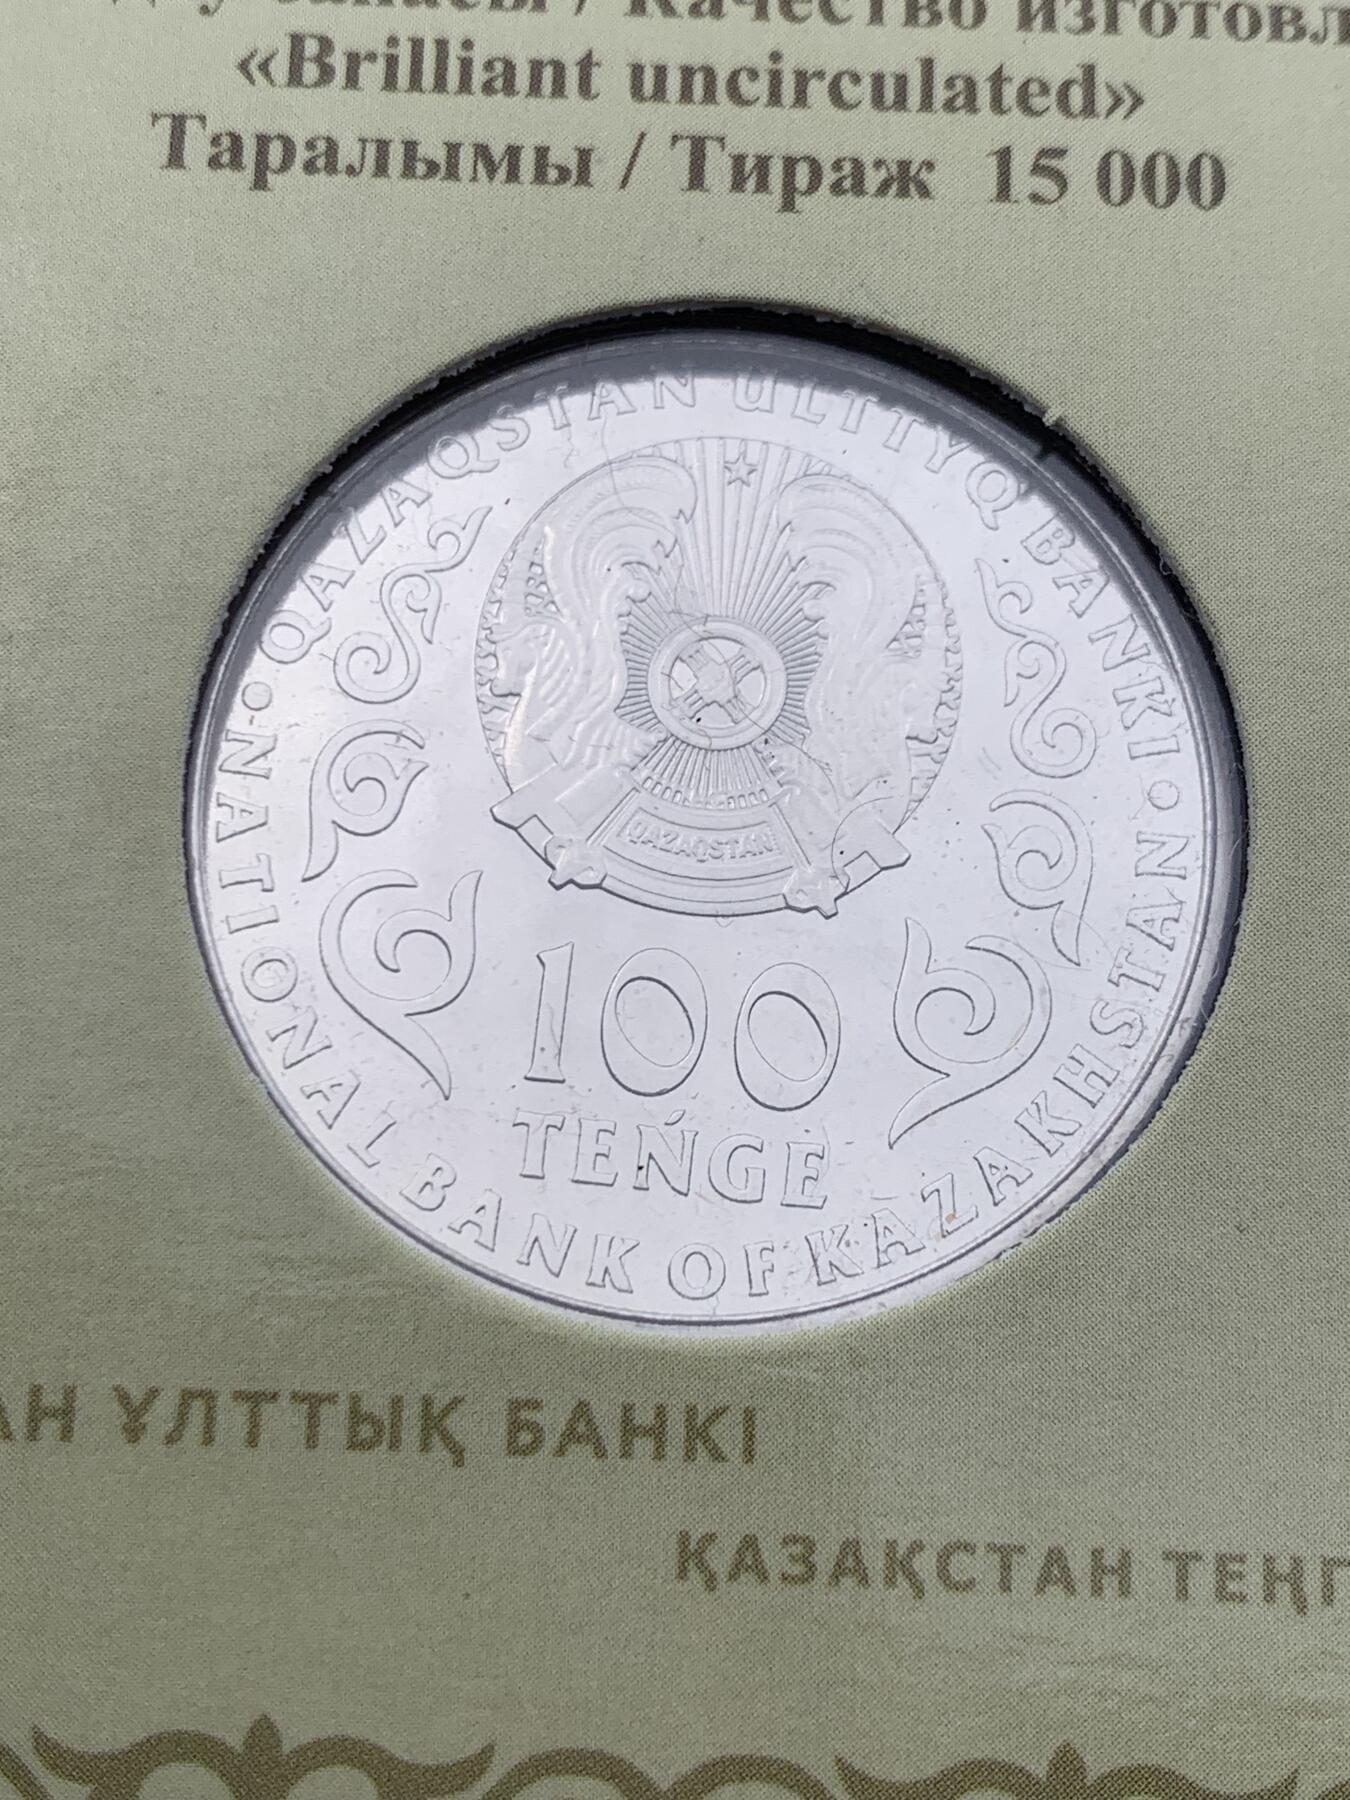 / Качество
«Brilliant uncirculated»
Таралымы / Тираж 15 000
• QAZAQSTAN ULTTYQ BANKI •
QAZAQSTAN
100
TEŃGE
NATIONAL BANK OF KAZAKHSTAN
ҰЛТТЫҚ БАНКІ
ҚАЗАҚСТАН